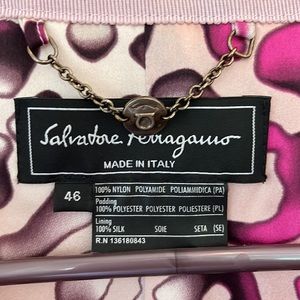 Salvatore Ferragamo
MADE IN ITALY
46
100% NYLON POLYAMIDE POLIAMMIDICA (PA)
Padding
100% POLYESTER POLYESTER POLIESTERE (PL)
Lining
100% SILK SOIE SETA (SE)
R.N 136180843